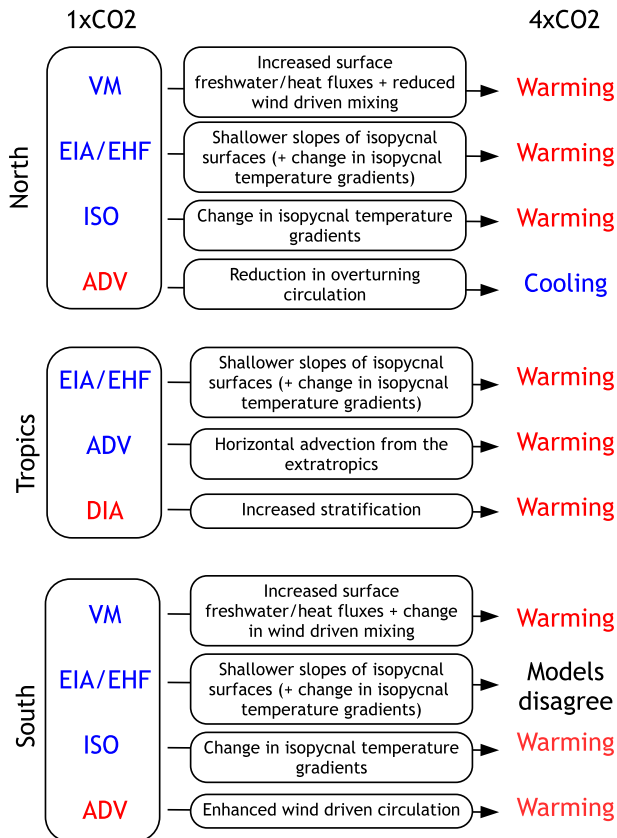 1xCO2
4xCO2
North
VM
Increased surface
freshwater/heat fluxes + reduced
wind driven mixing
Warming
EIA/EHF
Shallower slopes of isopycnal
surfaces (+ change in isopycnal
temperature gradients)
Warming
ISO
Change in isopycnal temperature
gradients
Warming
ADV
Reduction in overturning
circulation
Cooling
Tropics
EIA/EHF
Shallower slopes of isopycnal
surfaces (+ change in isopycnal
temperature gradients)
Warming
ADV
Horizontal advection from the
extratropics
Warming
DIA
Increased stratification
Warming
South
VM
Increased surface
freshwater/heat fluxes + change
in wind driven mixing
Warming
EIA/EHF
Shallower slopes of isopycnal
surfaces (+ change in isopycnal
temperature gradients)
Models
disagree
ISO
Change in isopycnal temperature
gradients
Warming
ADV
Enhanced wind driven circulation
Warming